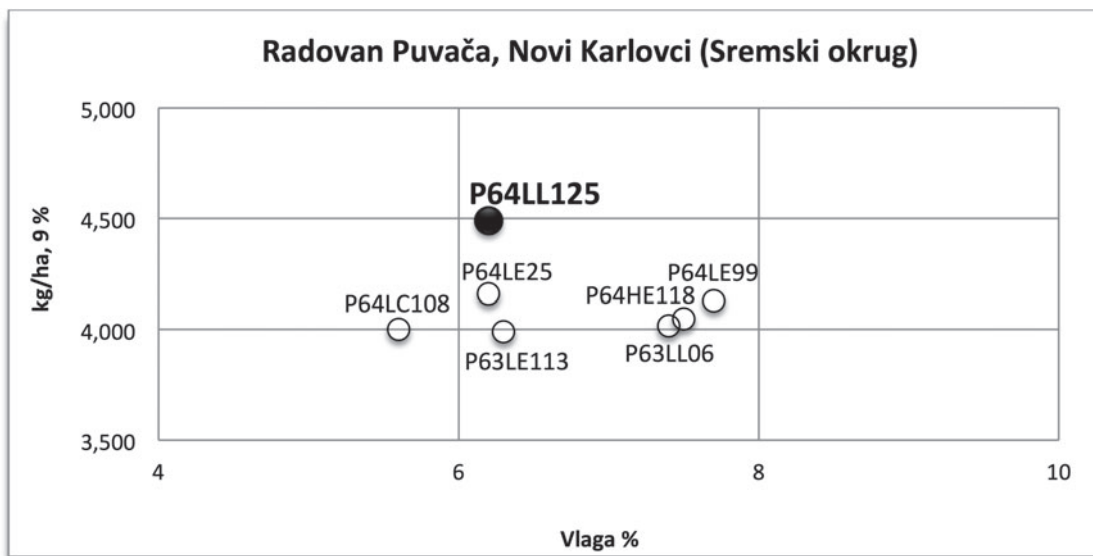 Radovan Puvača, Novi Karlovci (Sremski okrug)
kg/ha, 9 %
5,000
4,500
4,000
3,500
P64LL125
P64LE25
P64LE99
P64HE118
P64LC108
P63LE113
P63LL06
4
6
8
10
Vlaga %